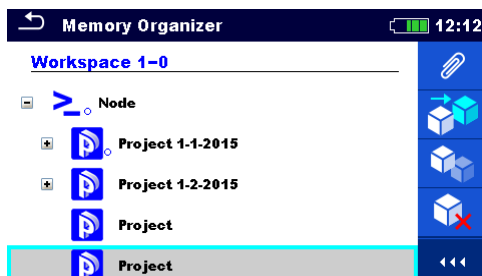 Memory Organizer 12:12
Workspace 1-0
Node
Project 1-1-2015
Project 1-2-2015
Project
Project